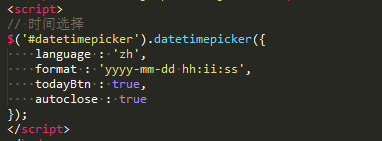 <script>
// 时间选择
$('#datetimepicker').datetimepicker({
    language : 'zh',
    format : 'yyyy-mm-dd hh:ii:ss',
    todayBtn : true,
    autoclose : true
});
</script>